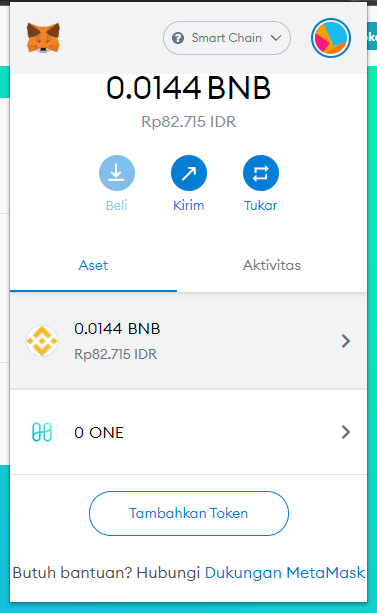 Smart Chain
0.0144 BNB
Rp82.715 IDR
Beli
Kirim
Tukar
Aset
Aktivitas
0.0144 BNB
Rp82.715 IDR
0 ONE
Tambahkan Token
Butuh bantuan? Hubungi Dukungan MetaMask